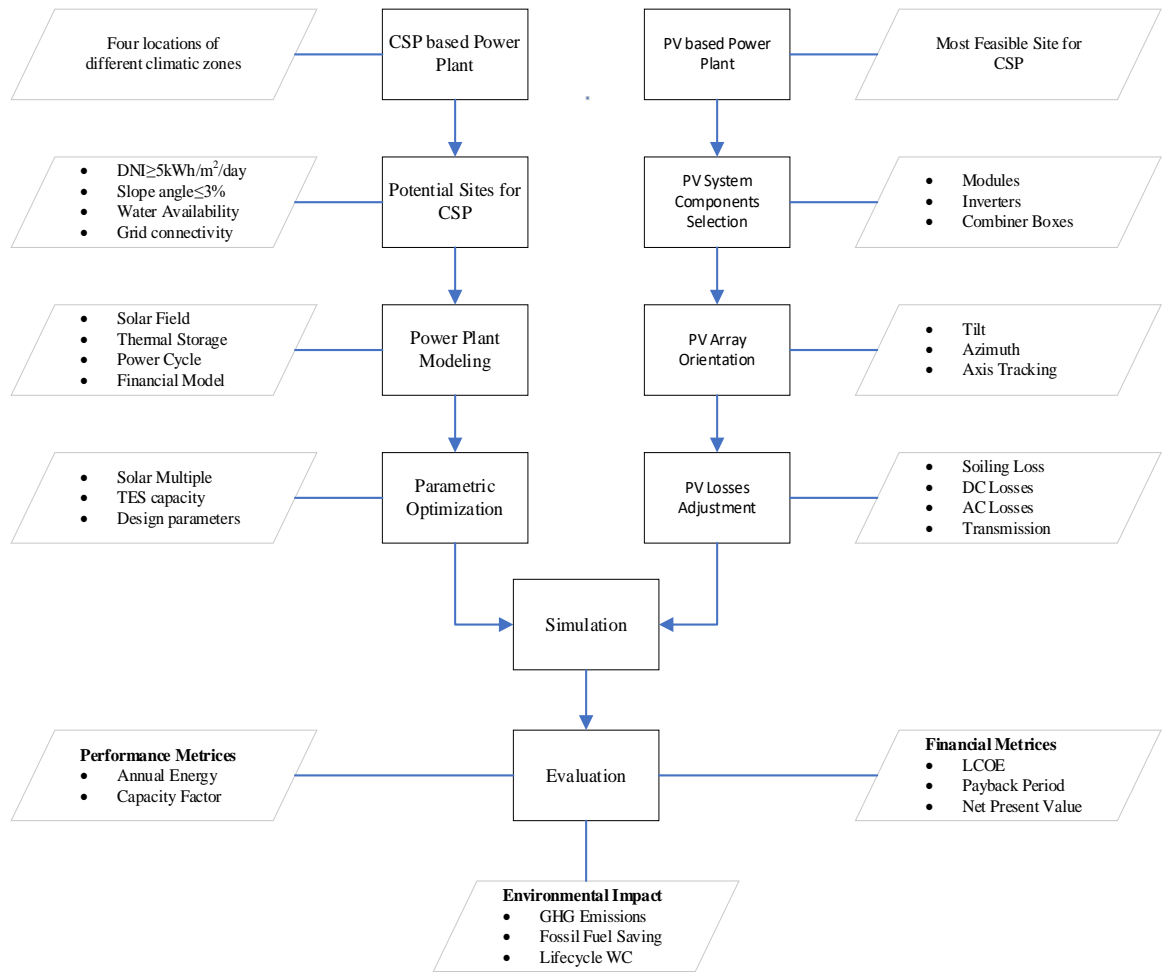 Four locations of
different climatic zones
CSP based Power
Plant
PV based Power
Plant
Most Feasible Site for
CSP
• DNI≥5kWh/m²/day
• Slope angle≤3%
• Water Availability
• Grid connectivity
Potential Sites for
CSP
PV System
Components
Selection
• Modules
• Inverters
• Combiner Boxes
• Solar Field
• Thermal Storage
• Power Cycle
• Financial Model
Power Plant
Modeling
PV Array
Orientation
• Tilt
• Azimuth
• Axis Tracking
• Solar Multiple
• TES capacity
• Design parameters
Parametric
Optimization
PV Losses
Adjustment
• Soiling Loss
• DC Losses
• AC Losses
• Transmission
Simulation
Performance Metrices
• Annual Energy
• Capacity Factor
Evaluation
Financial Metrices
• LCOE
• Payback Period
• Net Present Value
Environmental Impact
• GHG Emissions
• Fossil Fuel Saving
• Lifecycle WC